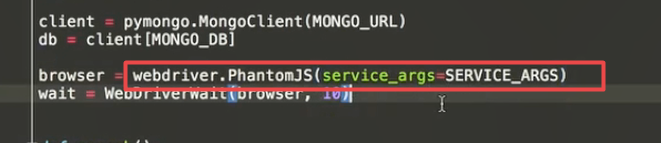 client = pymongo.MongoClient(MONGO_URL)
db = client[MONGO_DB]
browser = webdriver.PhantomJS(service_args=SERVICE_ARGS)
wait = WebDriverWait(browser, 10)